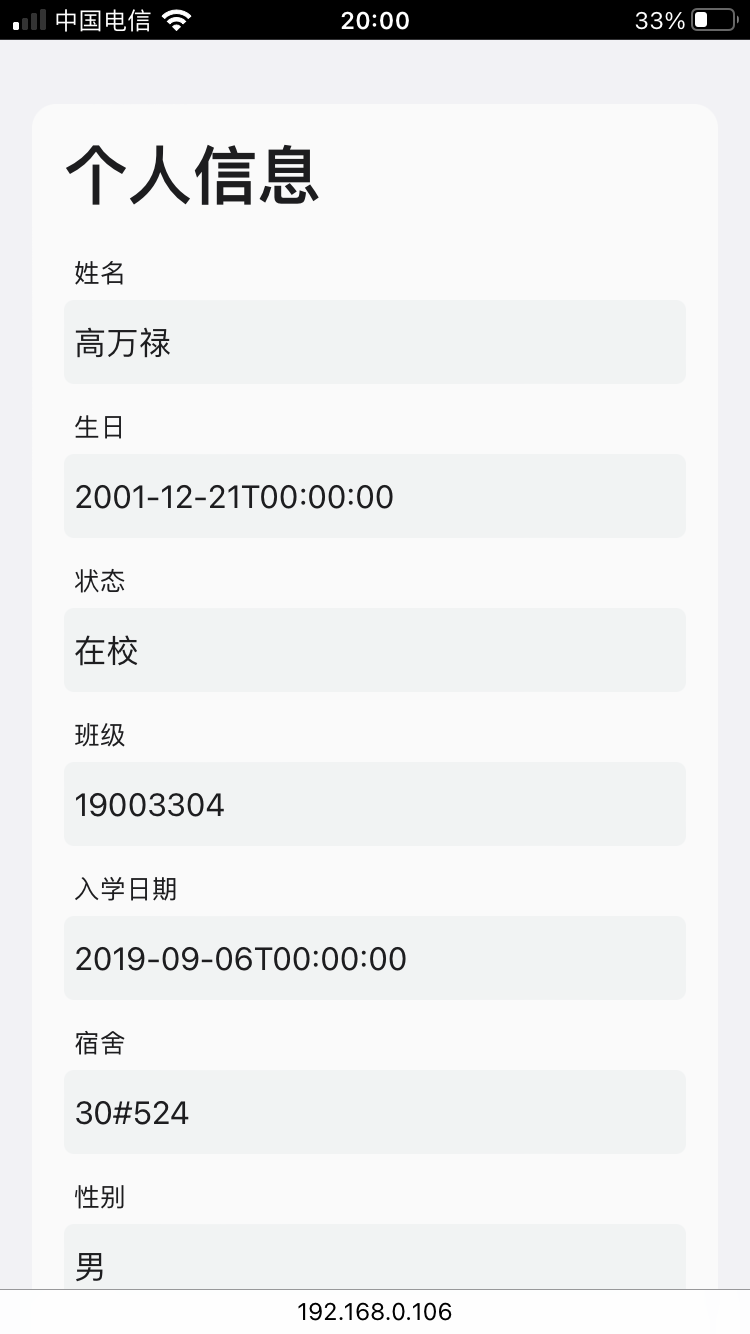 中国电信 20:00 33%
个人信息
姓名
高万禄
生日
2001-12-21T00:00:00
状态
在校
班级
19003304
入学日期
2019-09-06T00:00:00
宿舍
30#524
性别
男
192.168.0.106